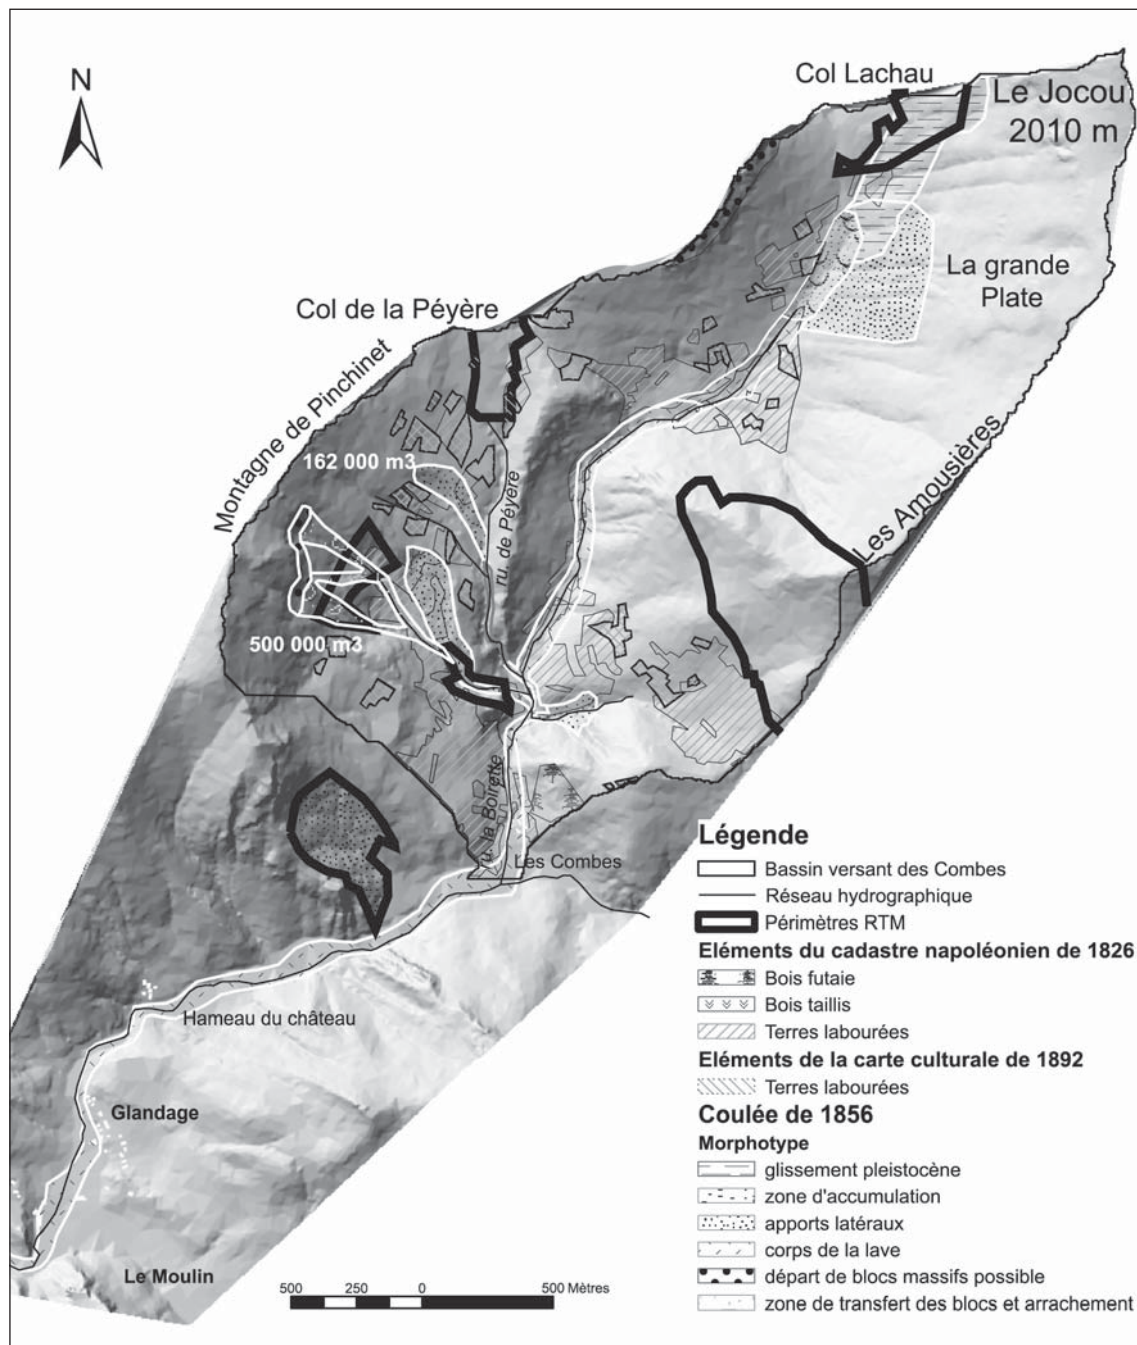 N
Col Lachau
Le Jocou
2010 m
La grande
Plate
Col de la Péyère
Montagne de Pinchinet
162 000 m3
ru. de Péyère
Les Amousières
500 000 m3
ru. la Boirette
Les Combes
Hameau du château
Glandage
Le Moulin
500 250 0 500 Mètres
Légende
Bassin versant des Combes
Réseau hydrographique
Périmètres RTM
Eléments du cadastre napoléonien de 1826
Bois futaie
Bois taillis
Terres labourées
Eléments de la carte culturale de 1892
Terres labourées
Coulée de 1856
Morphotype
glissement pleistocène
zone d'accumulation
apports latéraux
corps de la lave
départ de blocs massifs possible
zone de transfert des blocs et arrachement